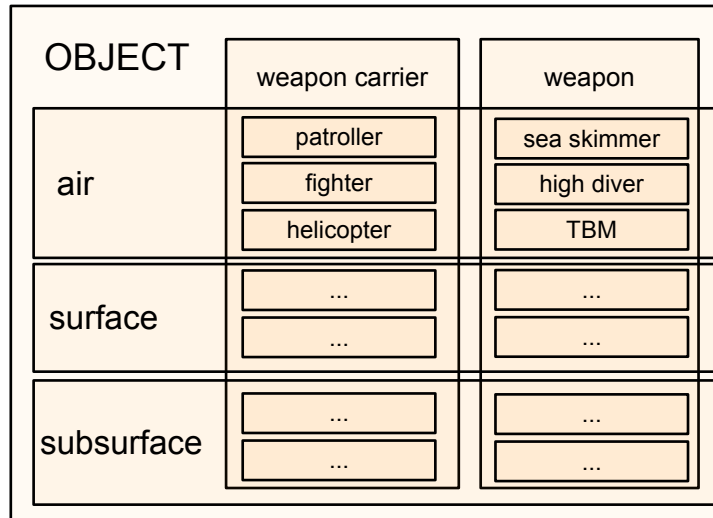 OBJECT
weapon carrier
weapon
air
patroller
sea skimmer
fighter
high diver
helicopter
TBM
surface
...
...
...
...
subsurface
...
...
...
...